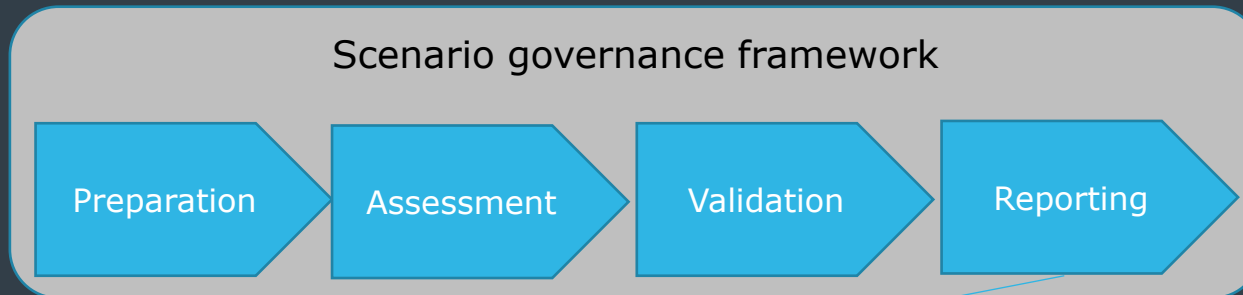 Scenario governance framework
Preparation
Assessment
Validation
Reporting